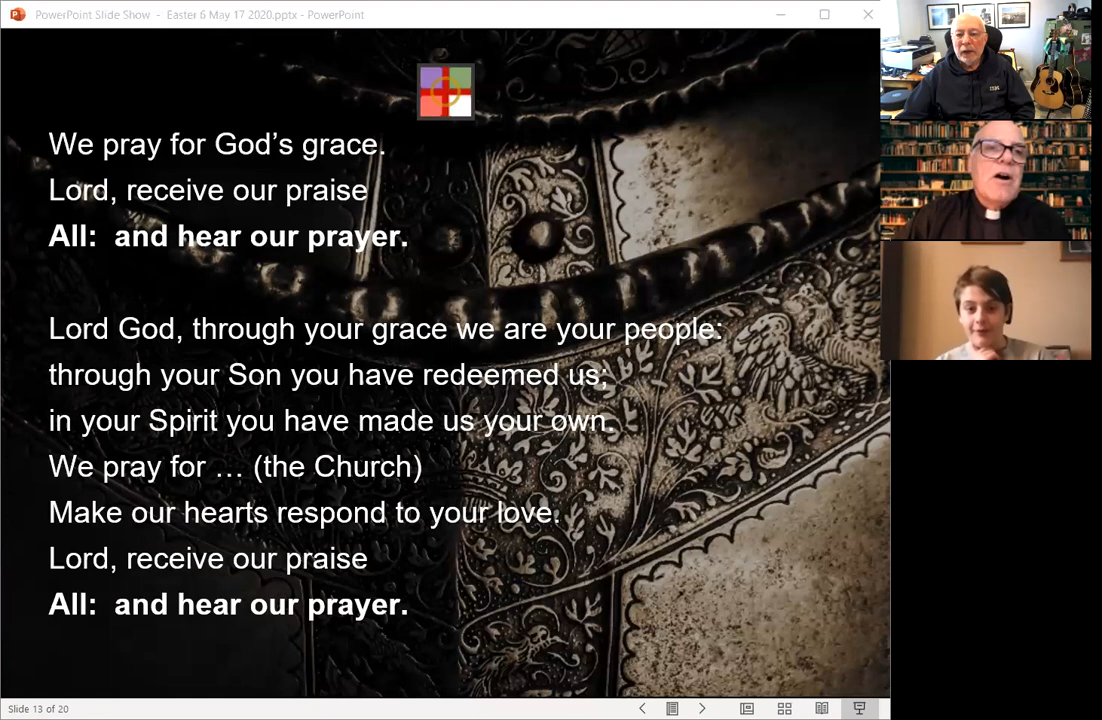 PowerPoint Slide Show - Easter 6 May 17 2020.pptx - PowerPoint
We pray for God’s grace.
Lord, receive our praise
All: and hear our prayer.
Lord God, through your grace we are your people:
through your Son you have redeemed us;
in your Spirit you have made us your own.
We pray for … (the Church)
Make our hearts respond to your love.
Lord, receive our praise
All: and hear our prayer.
Slide 13 of 20